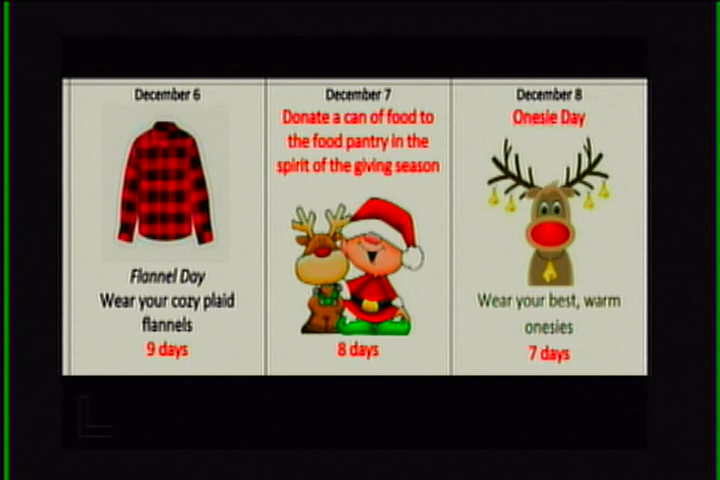 December 6
Flannel Day
Wear your cozy plaid
flannels
9 days
December 7
Donate a can of food to
the food pantry in the
spirit of the giving season
8 days
December 8
Onesie Day
Wear your best, warm
onesies
7 days